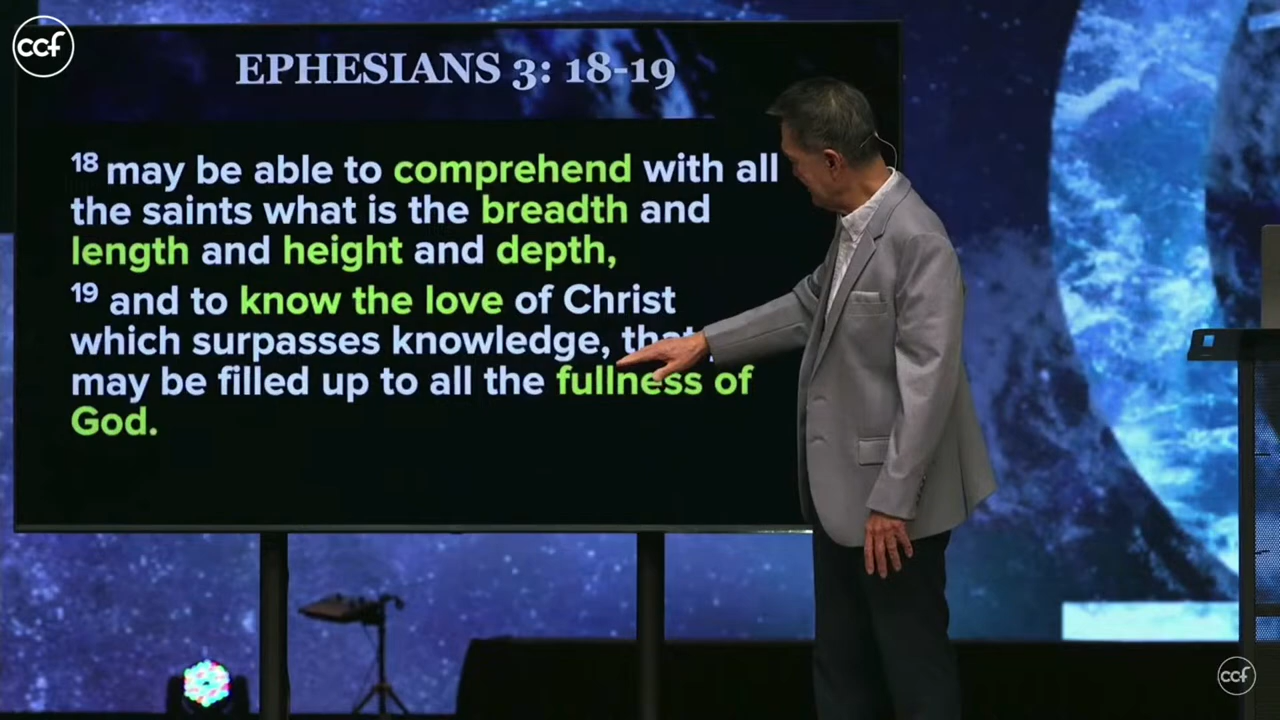 ccf
EPHESIANS 3: 18-19
18 may be able to comprehend with all
the saints what is the breadth and
length and height and depth,
19 and to know the love of Christ
which surpasses knowledge,
may be filled up to all the fullness of
God.
ccf